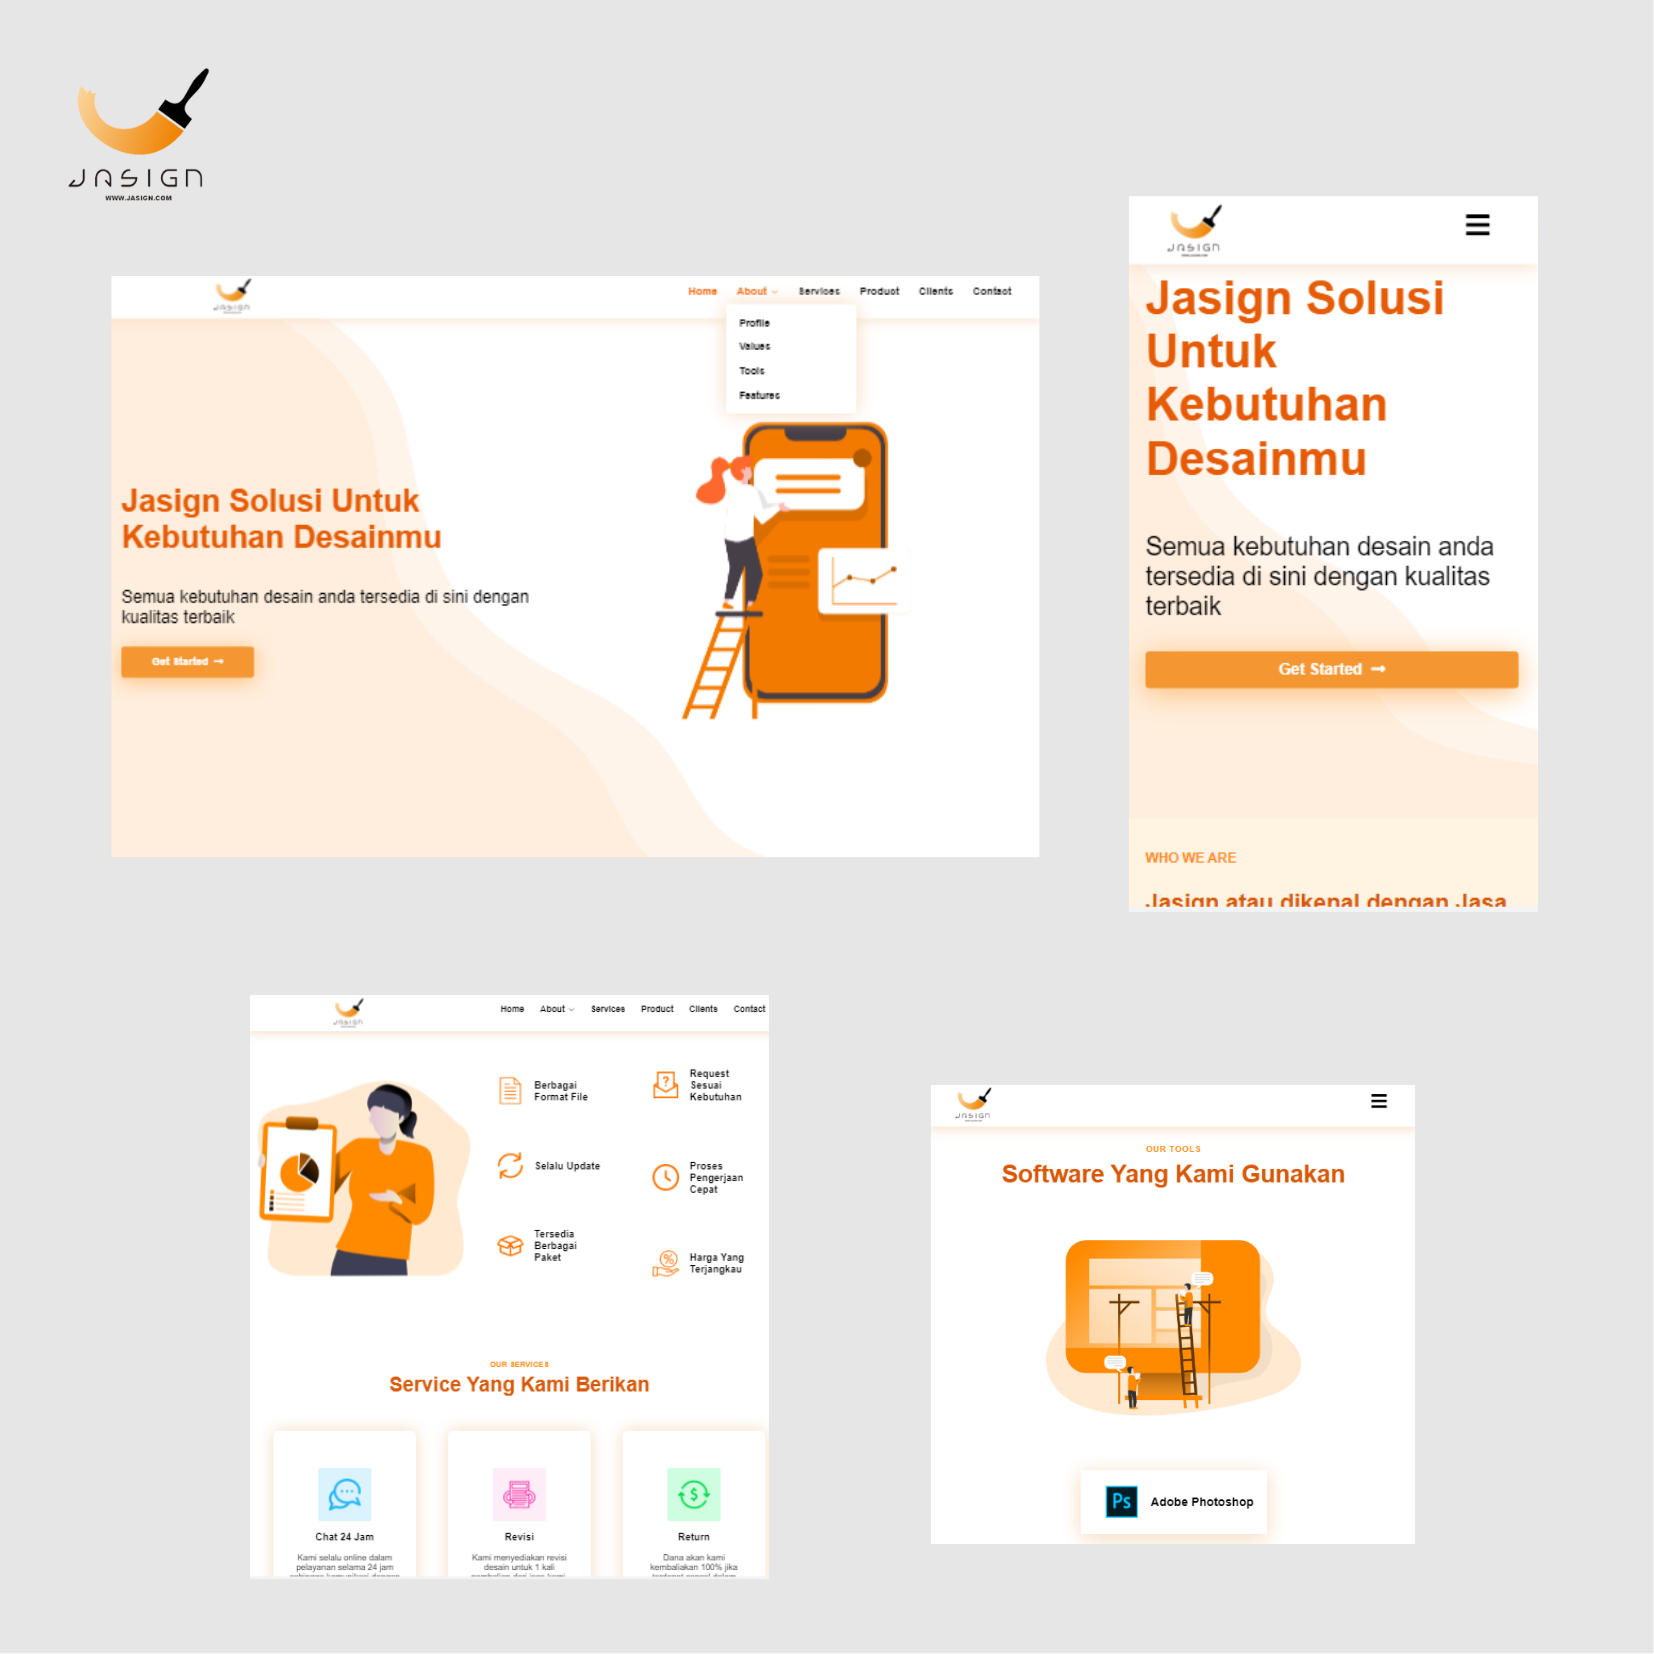 JASIGN
WWW.JASIGN.COM
JASIGN
Home About Services Product Clients Contact
Profile
Values
Tools
Features
Jasign Solusi Untuk
Kebutuhan Desainmu
Semua kebutuhan desain anda tersedia di sini dengan
kualitas terbaik
Get Started →
JASIGN
Jasign Solusi
Untuk
Kebutuhan
Desainmu
Semua kebutuhan desain anda
tersedia di sini dengan kualitas
terbaik
Get Started →
WHO WE ARE
Jasign atau dikenal dengan Jasa
JASIGN
Home About Services Product Clients Contact
Berbagai
Format File
Request
Sesuai
Kebutuhan
Selalu Update
Proses
Pengerjaan
Cepat
Tersedia
Berbagai
Paket
Harga Yang
Terjangkau
OUR SERVICES
Service Yang Kami Berikan
Chat 24 Jam
Kami selalu online dalam
pelayanan selama 24 jam
Revisi
Kami menyediakan revisi
desain untuk 1 kali
Return
Dana akan kami
kembaliakan 100% jika
JASIGN
OUR TOOLS
Software Yang Kami Gunakan
Ps Adobe Photoshop